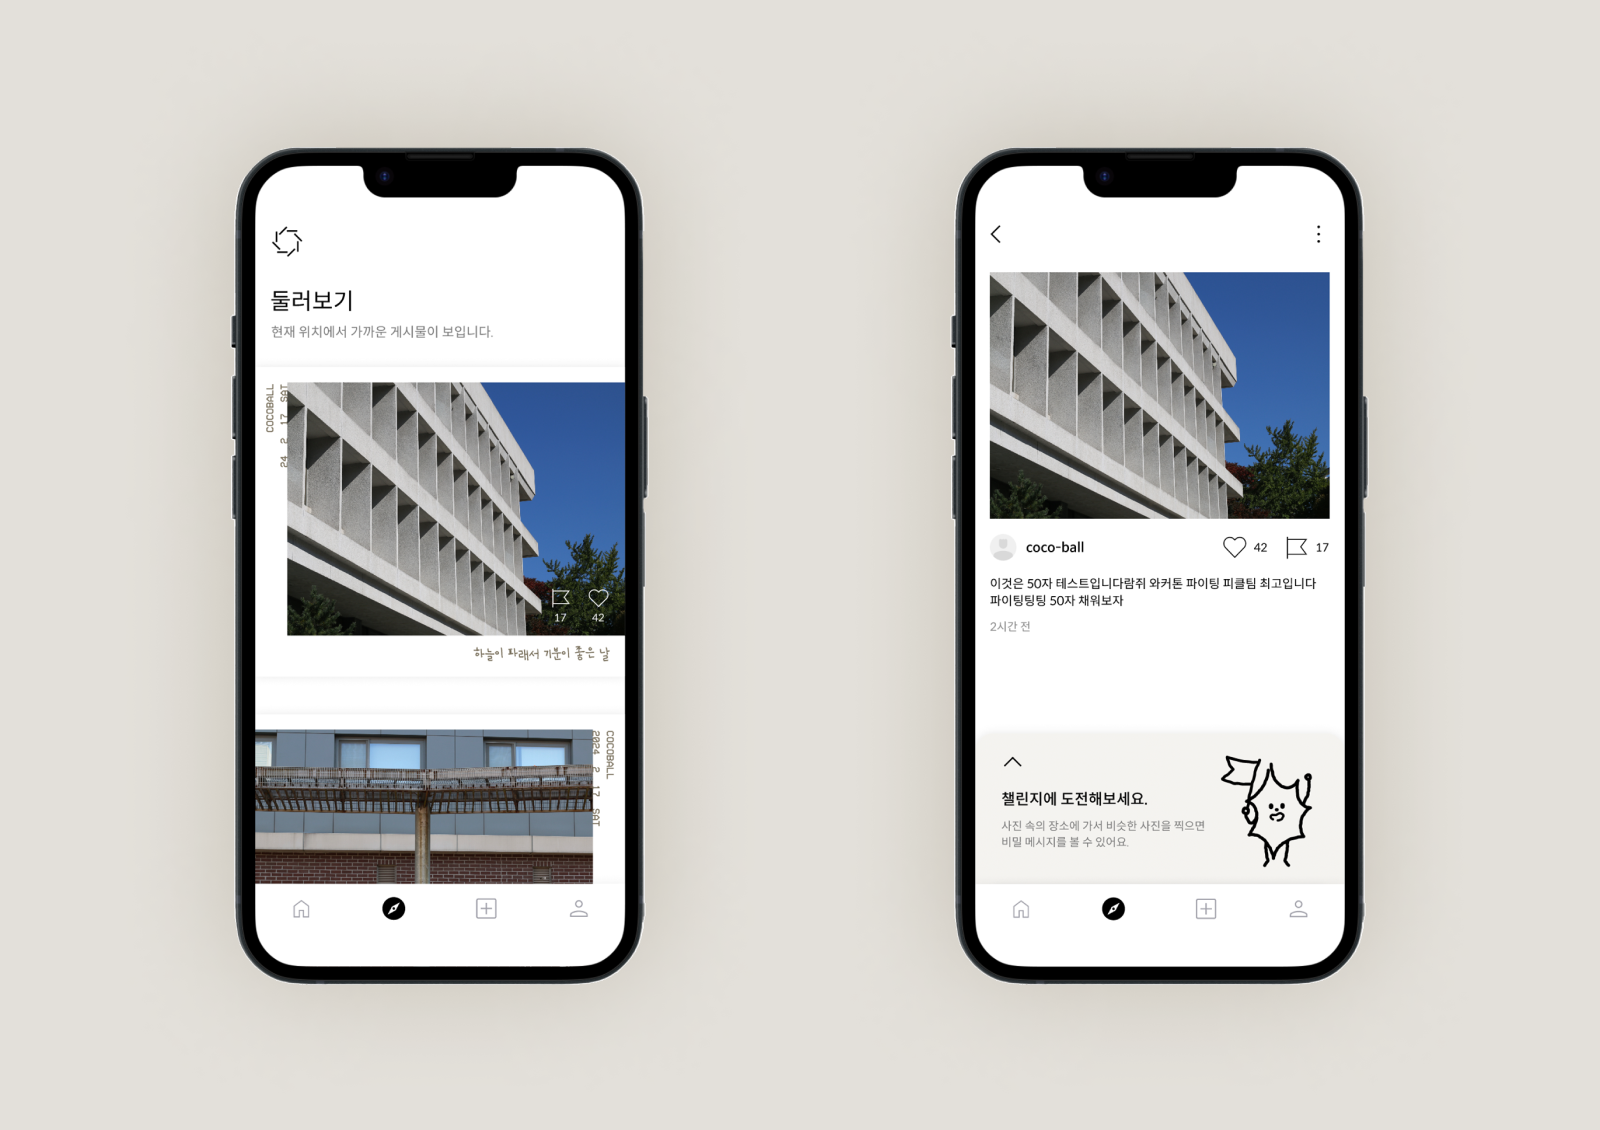 둘러보기
현재 위치에서 가까운 게시물이 보입니다.
COCOBALL
24 2 17 SAT
17
42
하늘이 파래서 기분이 좋은 날
COCOBALL
2024 2 17 SAT
coco-ball
42
17
이것은 50자 테스트입니다람쥐 와커톤 파이팅 피클팀 최고입니다
파이팅팅팅 50자 채워보자
2시간 전
챌린지에 도전해보세요.
사진 속의 장소에 가서 비슷한 사진을 찍으면
비밀 메시지를 볼 수 있어요.